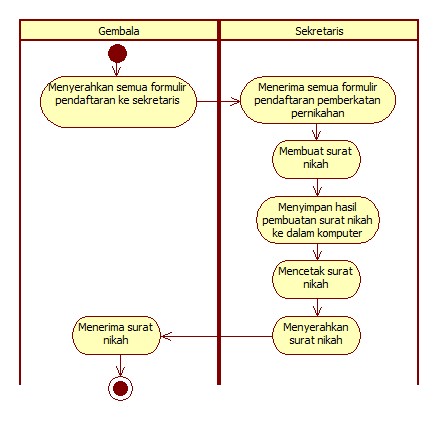 Gembala
Sekretaris
Menyerahkan semua formulir
pendaftaran ke sekretaris
Menerima semua formulir
pendaftaran pemberkatan
pernikahan
Membuat surat
nikah
Menyimpan hasil
pembuatan surat nikah
ke dalam komputer
Mencetak surat
nikah
Menyerahkan
surat nikah
Menerima surat
nikah